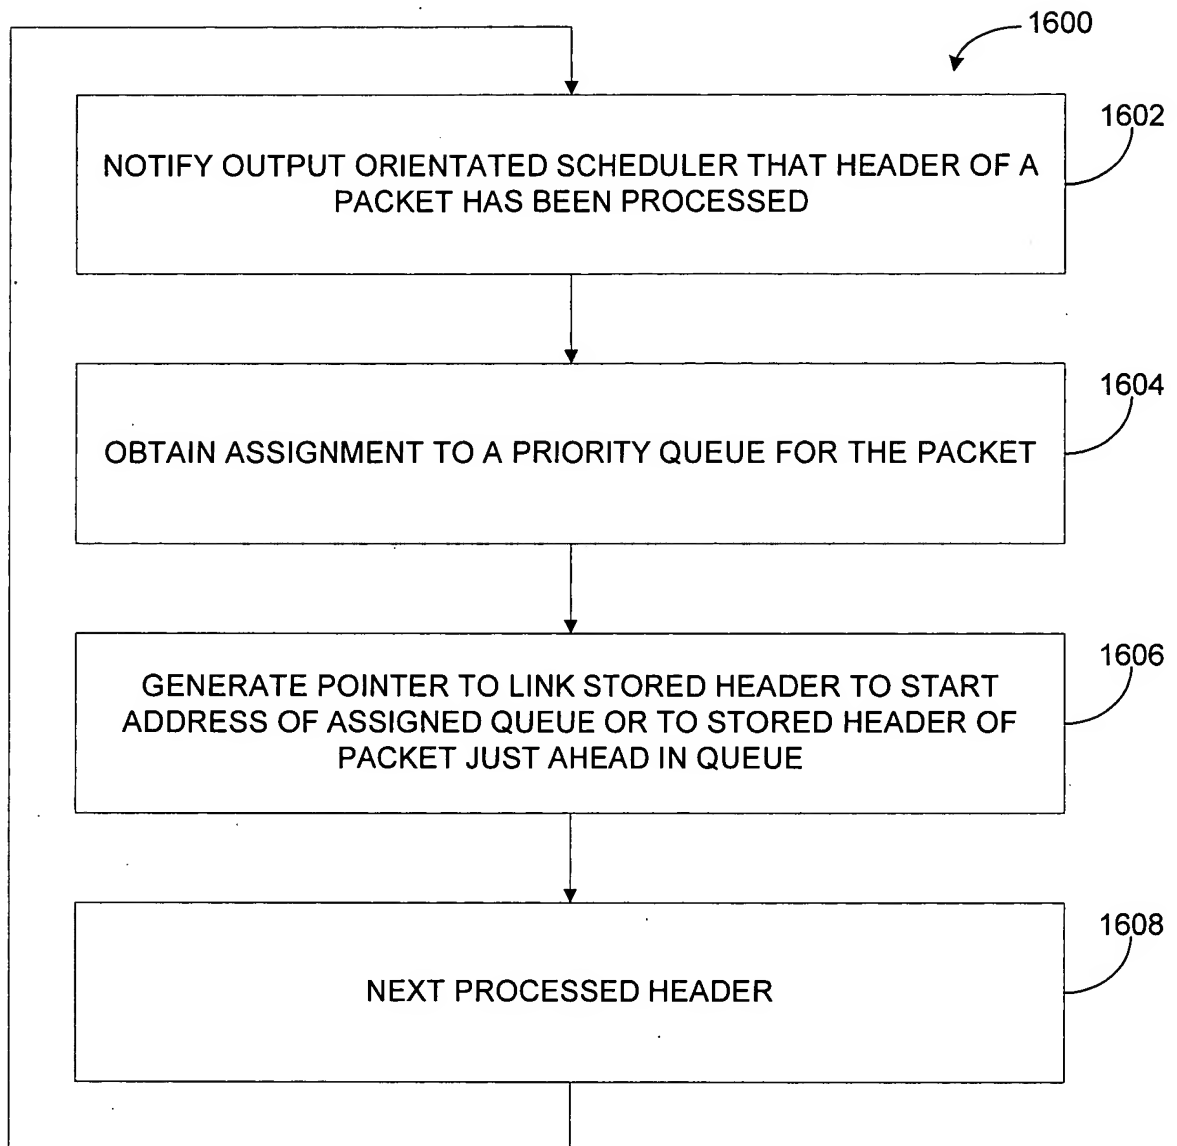 1600
1602
NOTIFY OUTPUT ORIENTATED SCHEDULER THAT HEADER OF A
PACKET HAS BEEN PROCESSED
1604
OBTAIN ASSIGNMENT TO A PRIORITY QUEUE FOR THE PACKET
1606
GENERATE POINTER TO LINK STORED HEADER TO START
ADDRESS OF ASSIGNED QUEUE OR TO STORED HEADER OF
PACKET JUST AHEAD IN QUEUE
1608
NEXT PROCESSED HEADER